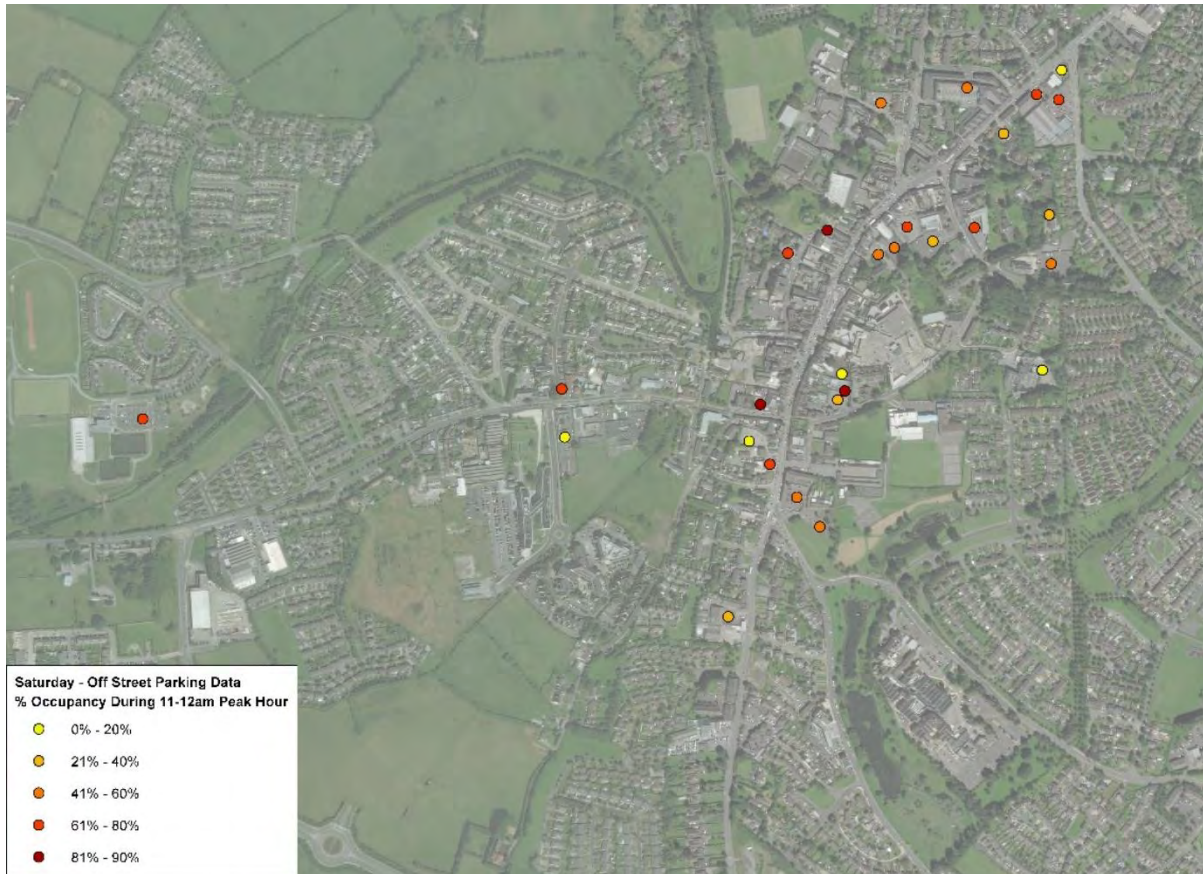 Saturday - Off Street Parking Data
% Occupancy During 11-12am Peak Hour
0% - 20%
21% - 40%
41% - 60%
61% - 80%
81% - 90%